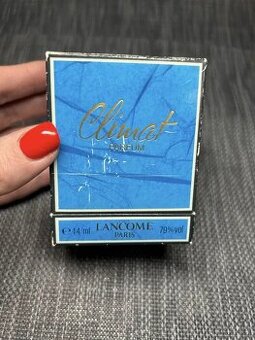 Climat
PARFUM
e 14 ml LANCOME 79% vol
PARIS